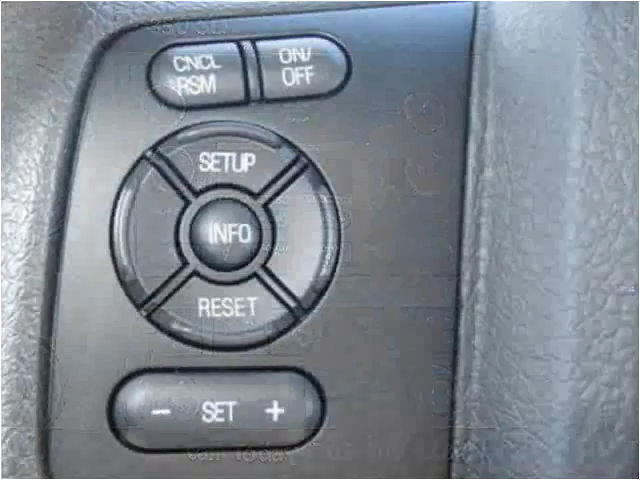 CNCL
RSM
ON/
OFF
SETUP
INFO
RESET
- SET +